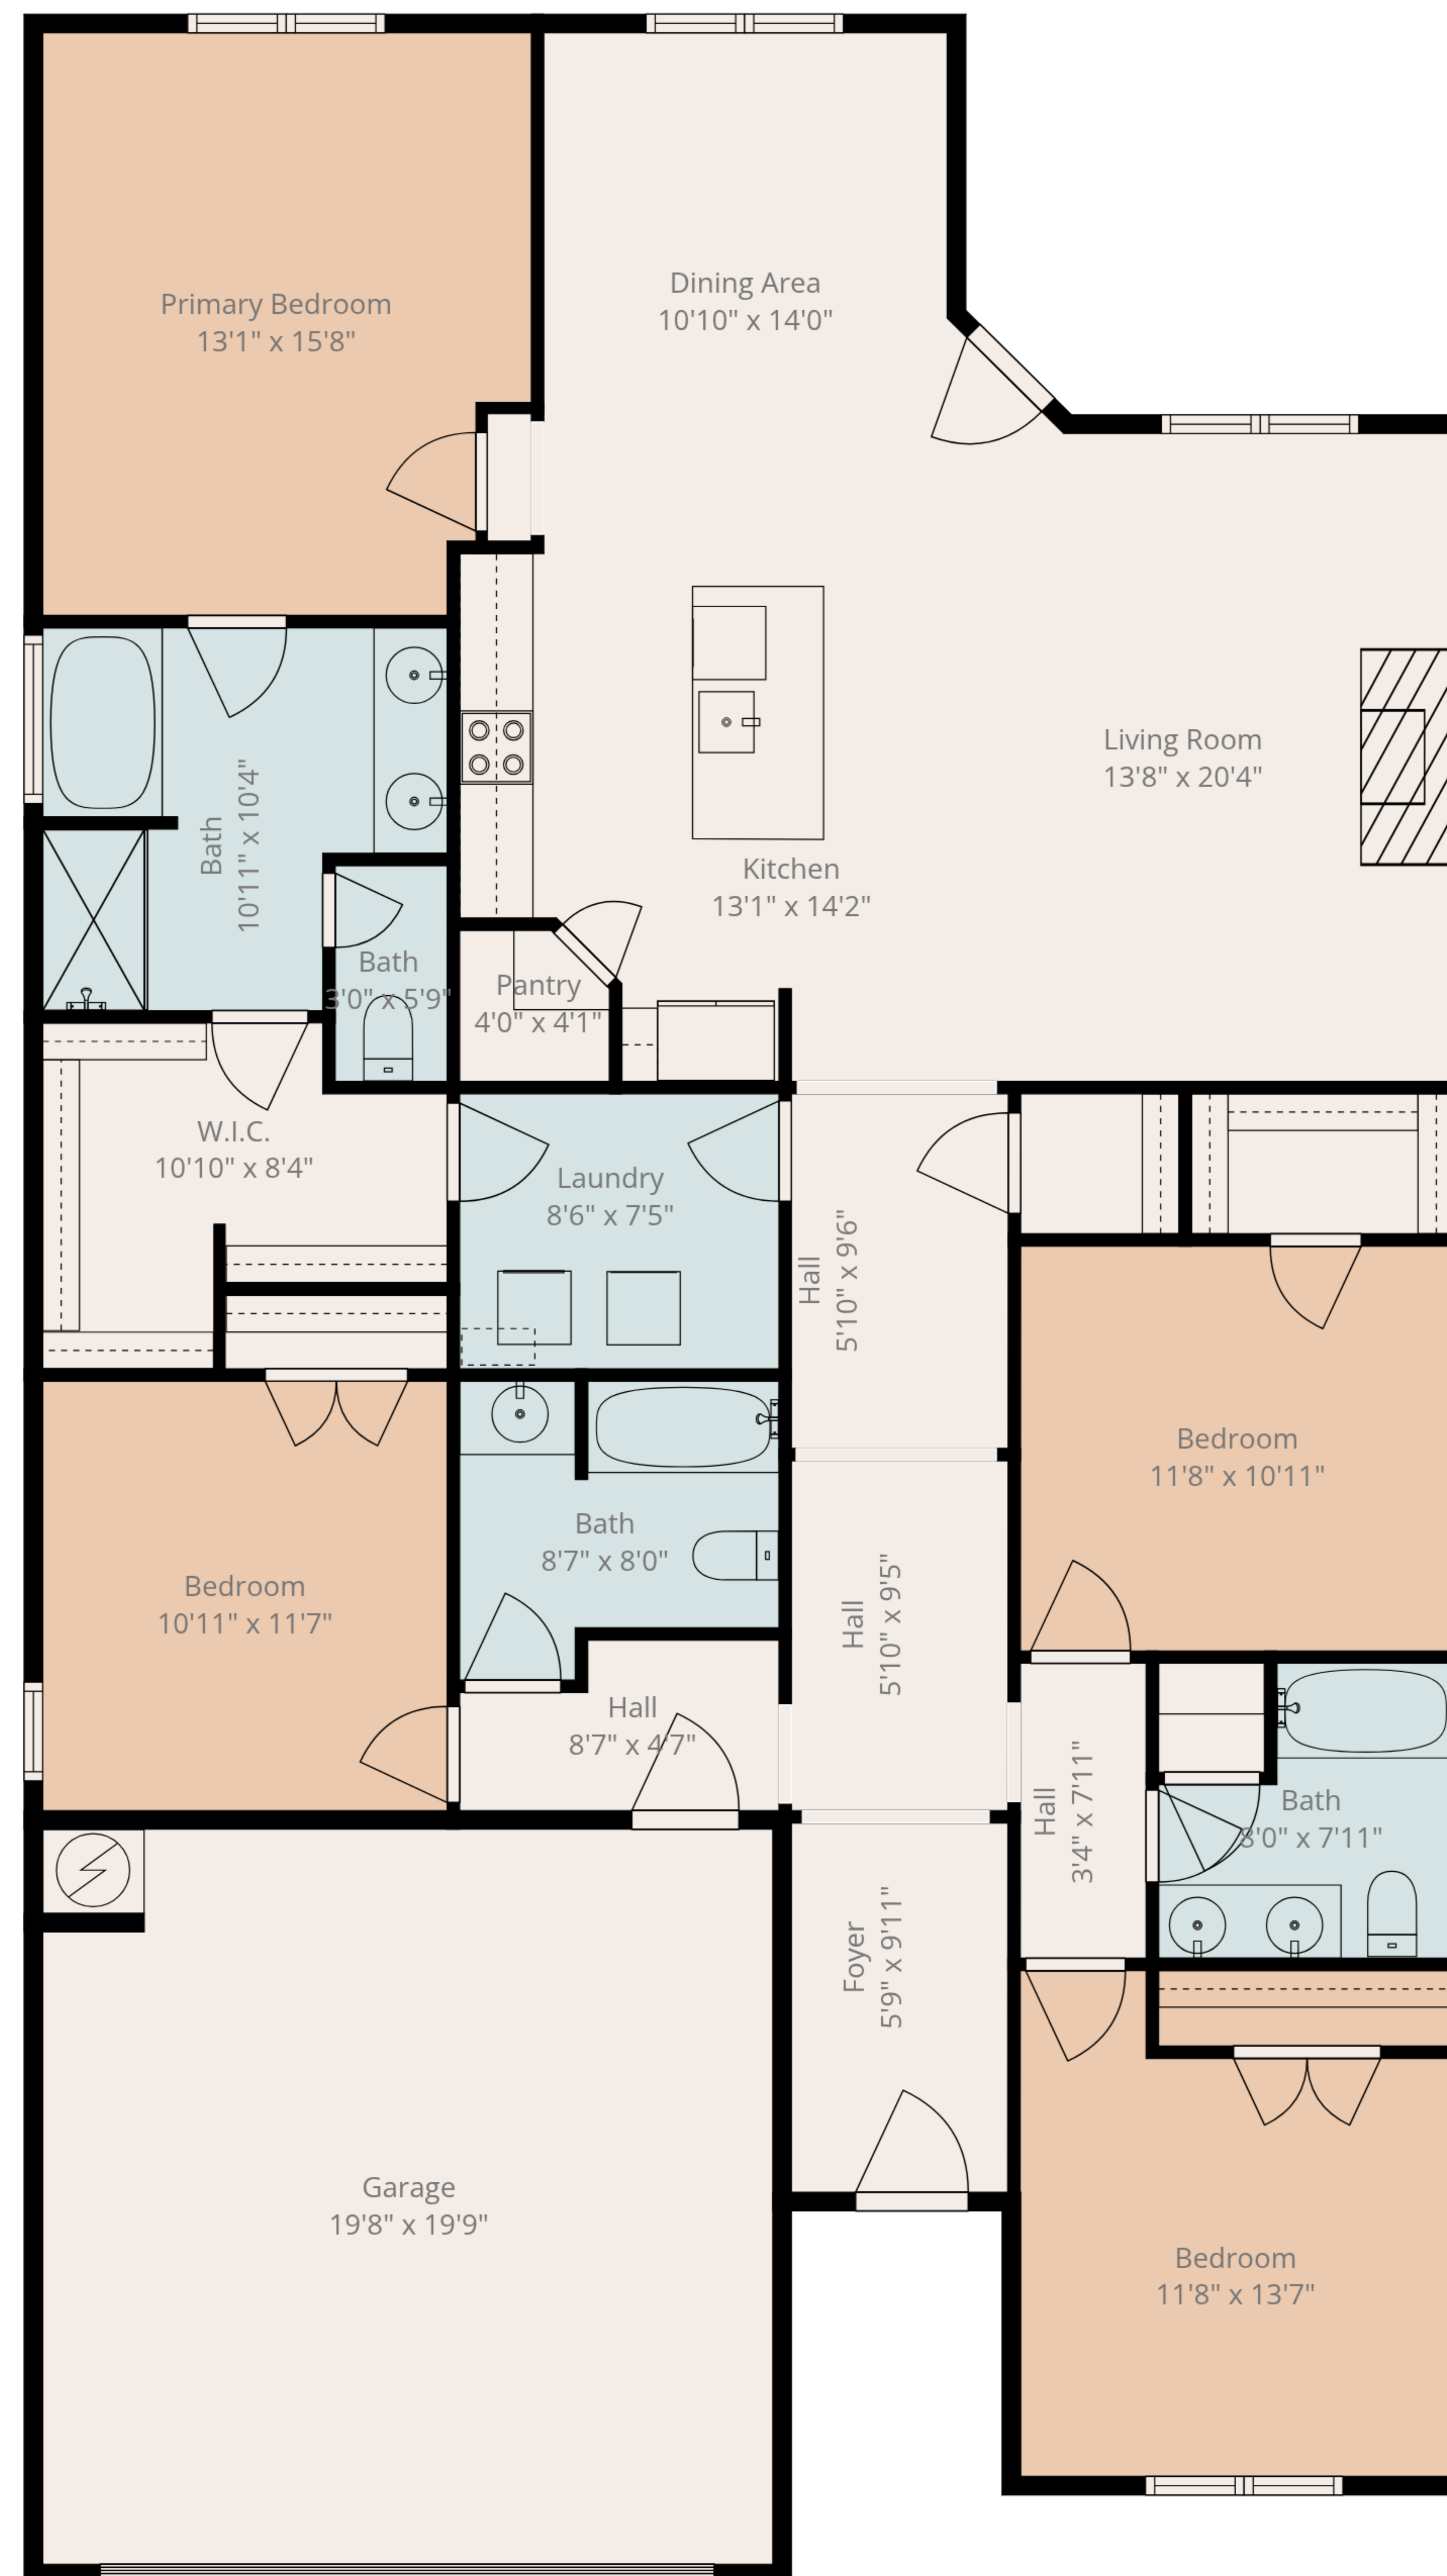 Primary Bedroom
13'1" x 15'8"
Dining Area
10'10" x 14'0"
Living Room
13'8" x 20'4"
Kitchen
13'1" x 14'2"
Bath
10'11" x 10'4"
Bath
3'0" x 5'9"
Pantry
4'0" x 4'1"
W.I.C.
10'10" x 8'4"
Laundry
8'6" x 7'5"
Hall
5'10" x 9'6"
Bedroom
11'8" x 10'11"
Bath
8'7" x 8'0"
Bedroom
10'11" x 11'7"
Hall
5'10" x 9'5"
Hall
8'7" x 4'7"
Hall
3'4" x 7'11"
Bath
8'0" x 7'11"
Foyer
5'9" x 9'11"
Garage
19'8" x 19'9"
Bedroom
11'8" x 13'7"